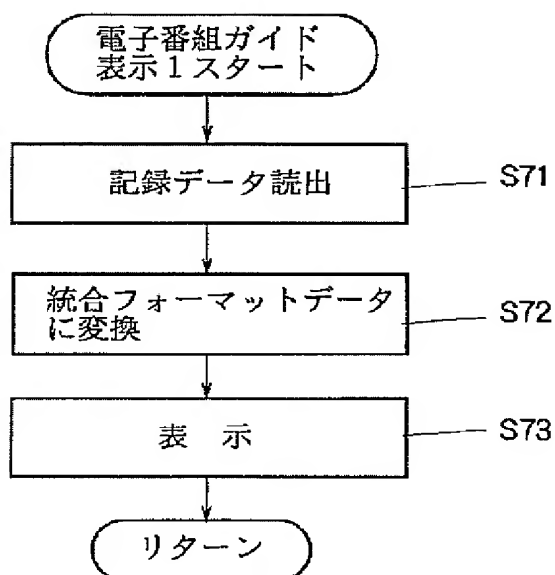 電子番組ガイド
表示1スタート
記録データ読出
S71
統合フォーマットデータ
に変換
S72
表 示
S73
リターン